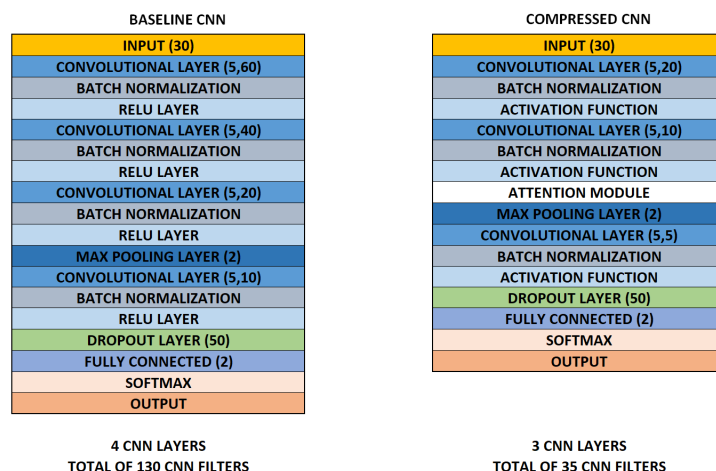 BASELINE CNN
INPUT (30)
CONVOLUTIONAL LAYER (5,60)
BATCH NORMALIZATION
RELU LAYER
CONVOLUTIONAL LAYER (5,40)
BATCH NORMALIZATION
RELU LAYER
CONVOLUTIONAL LAYER (5,20)
BATCH NORMALIZATION
RELU LAYER
MAX POOLING LAYER (2)
CONVOLUTIONAL LAYER (5,10)
BATCH NORMALIZATION
RELU LAYER
DROPOUT LAYER (50)
FULLY CONNECTED (2)
SOFTMAX
OUTPUT
4 CNN LAYERS
TOTAL OF 130 CNN FILTERS
COMPRESSED CNN
INPUT (30)
CONVOLUTIONAL LAYER (5,20)
BATCH NORMALIZATION
ACTIVATION FUNCTION
CONVOLUTIONAL LAYER (5,10)
BATCH NORMALIZATION
ACTIVATION FUNCTION
ATTENTION MODULE
MAX POOLING LAYER (2)
CONVOLUTIONAL LAYER (5,5)
BATCH NORMALIZATION
ACTIVATION FUNCTION
DROPOUT LAYER (50)
FULLY CONNECTED (2)
SOFTMAX
OUTPUT
3 CNN LAYERS
TOTAL OF 35 CNN FILTERS